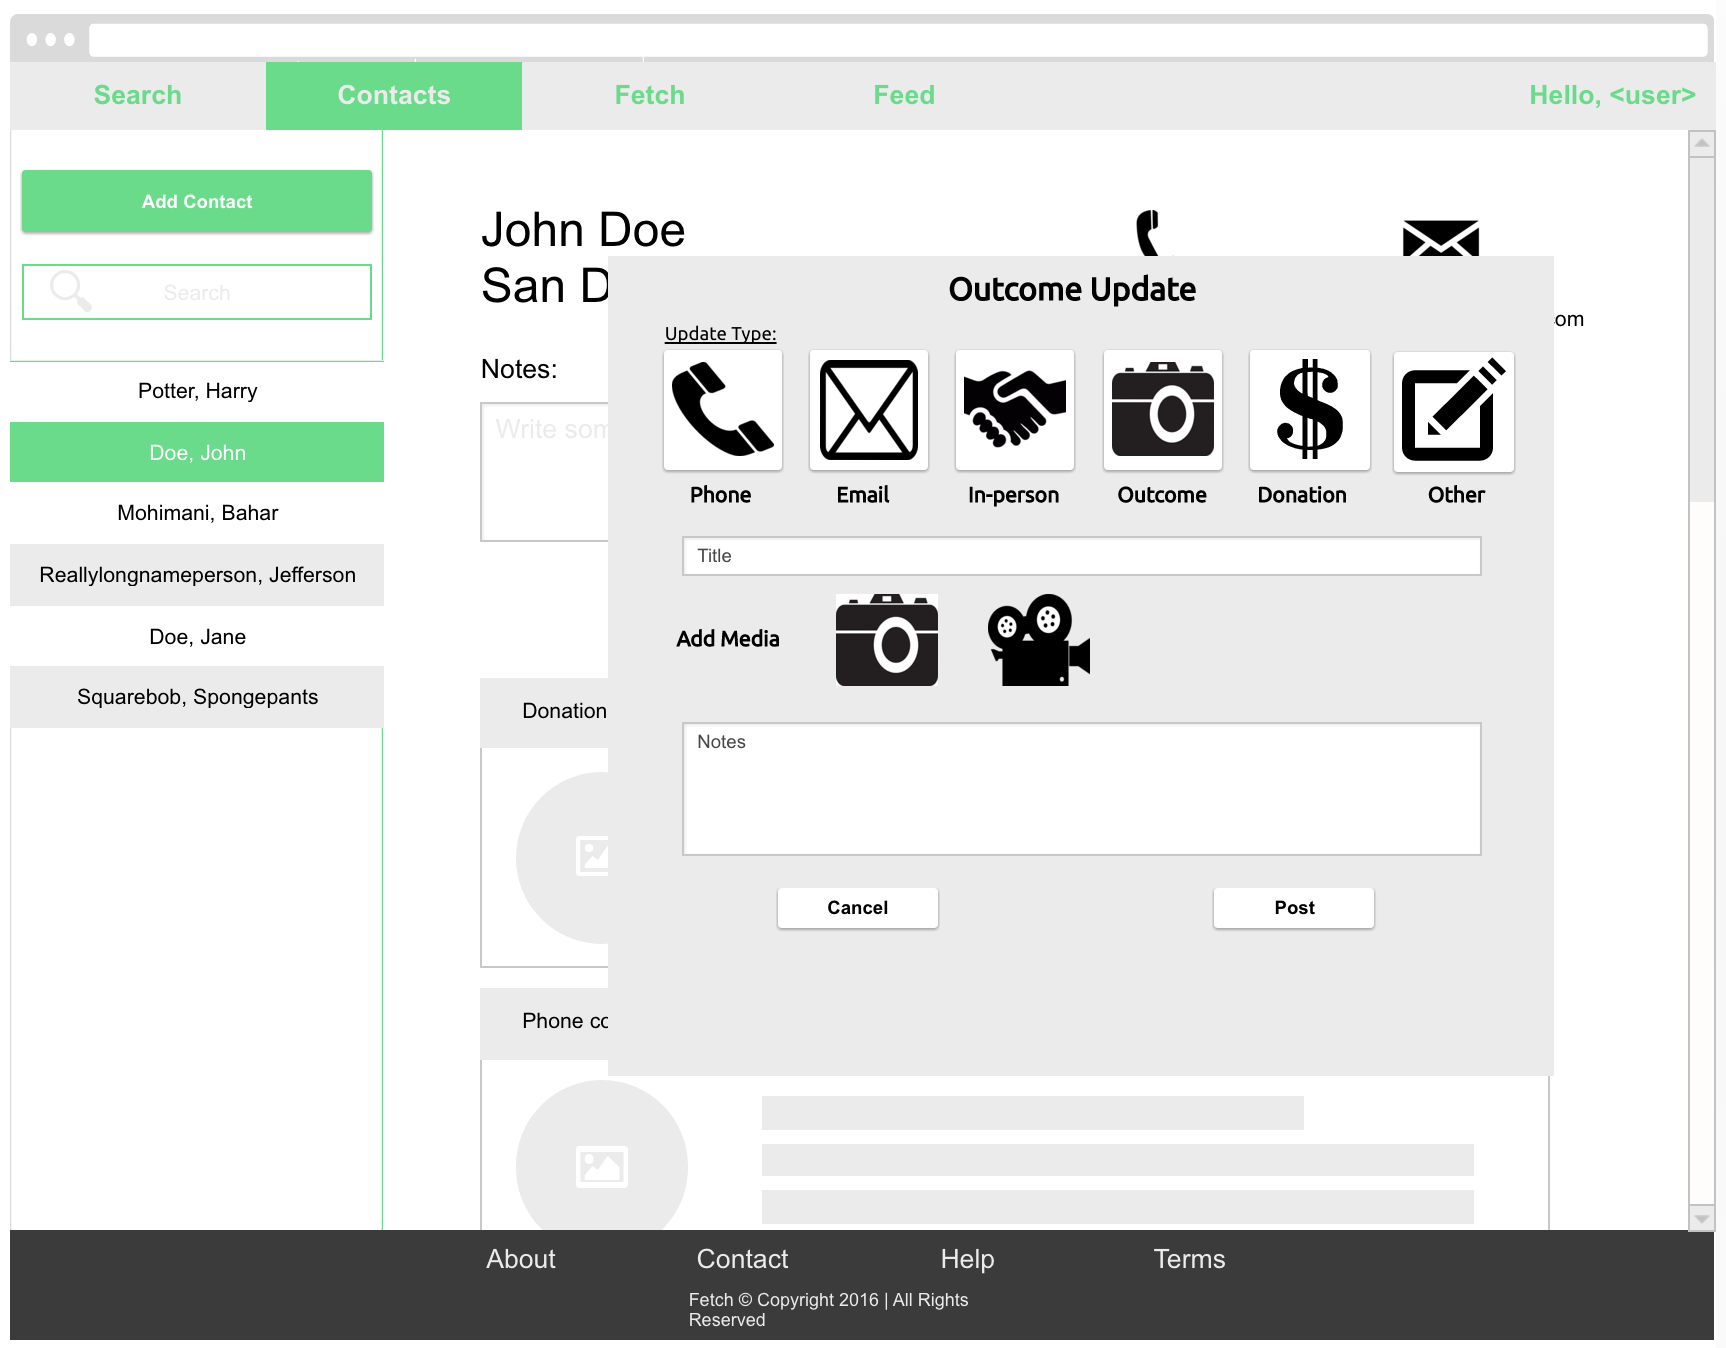 Search
Contacts
Fetch
Feed
Hello, <user>
Add Contact
Search
Potter, Harry
Doe, John
Mohimani, Bahar
Reallylongnameperson, Jefferson
Doe, Jane
Squarebob, Spongepants
John Doe
San D
om
Notes:
Write som
Donation
Phone co
Outcome Update
Update Type:
Phone
Email
In-person
Outcome
Donation
Other
Title
Add Media
Notes
Cancel
Post
About
Contact
Help
Terms
Fetch © Copyright 2016 | All Rights
Reserved